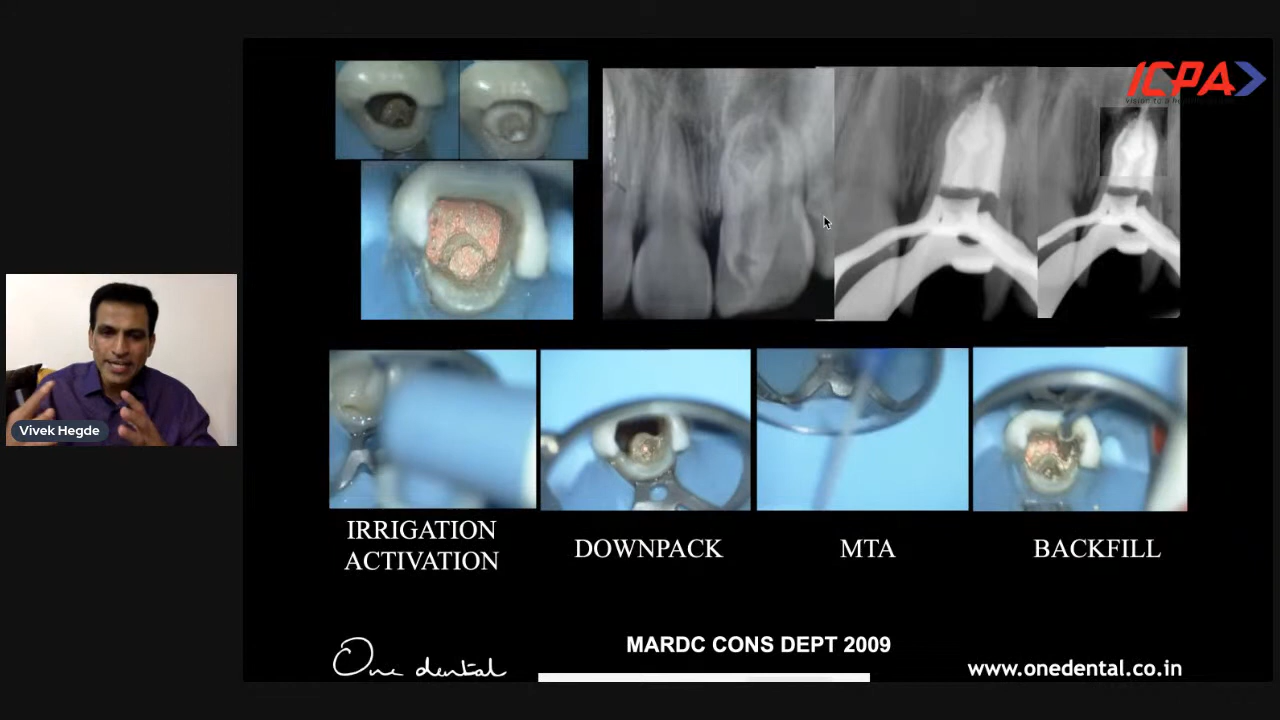 ICPA
Vivek Hegde
IRRIGATION
ACTIVATION
DOWNPACK
MTA
BACKFILL
MARDC CONS DEPT 2009
One dental
www.onedental.co.in